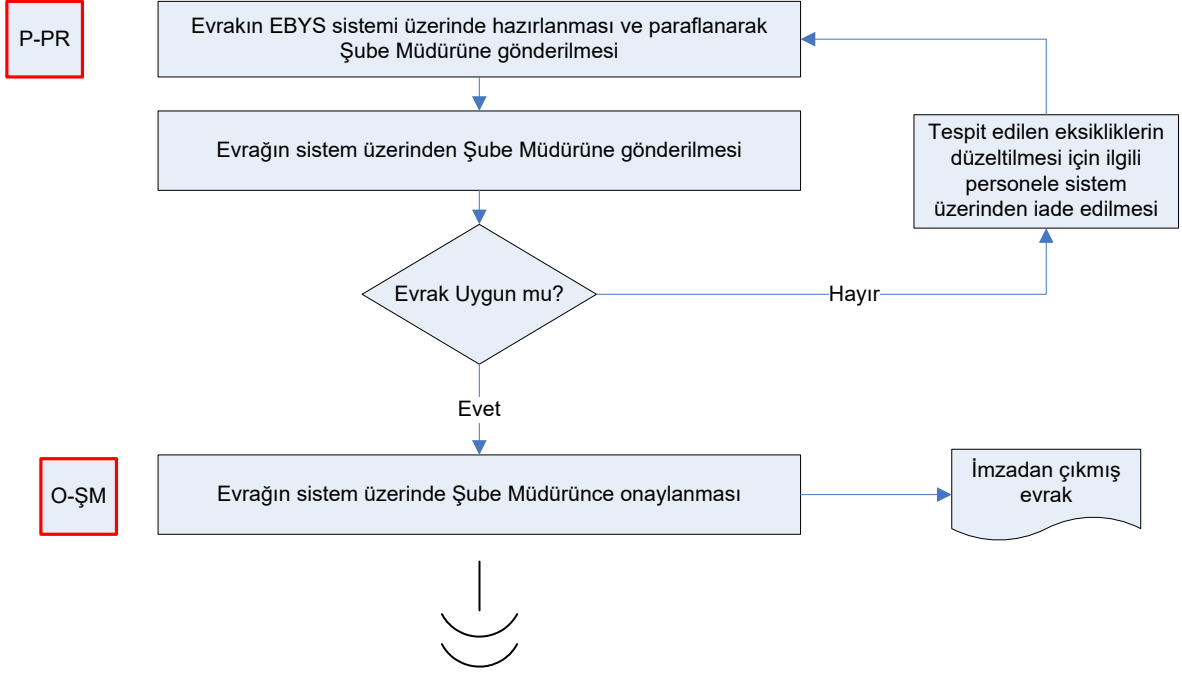 P-PR
Evrakın EBYS sistemi üzerinde hazırlanması ve paraflanarak
Şube Müdürüne gönderilmesi
Evrağın sistem üzerinden Şube Müdürüne gönderilmesi
Tespit edilen eksikliklerin
düzeltilmesi için ilgili
personele sistem
üzerinden iade edilmesi
Evrak Uygun mu?
Hayır
Evet
O-ŞM
Evrağın sistem üzerinde Şube Müdürünce onaylanması
İmzadan çıkmış
evrak